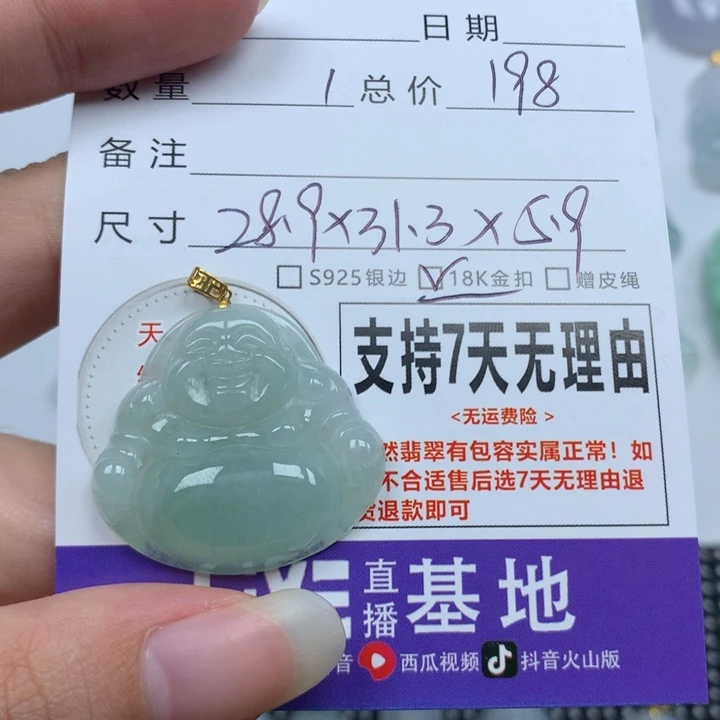 日期
数量 1 总价 198
备注
尺寸 28.9×31.3×5.9
S925银边 18K金扣 赠皮绳
天
支持7天无理由
<无运费险>
然翡翠有包容实属正常！如
不合适售后选7天无理由退
货退款即可
LIVE 直播 基地
音 西瓜视频 抖音火山版